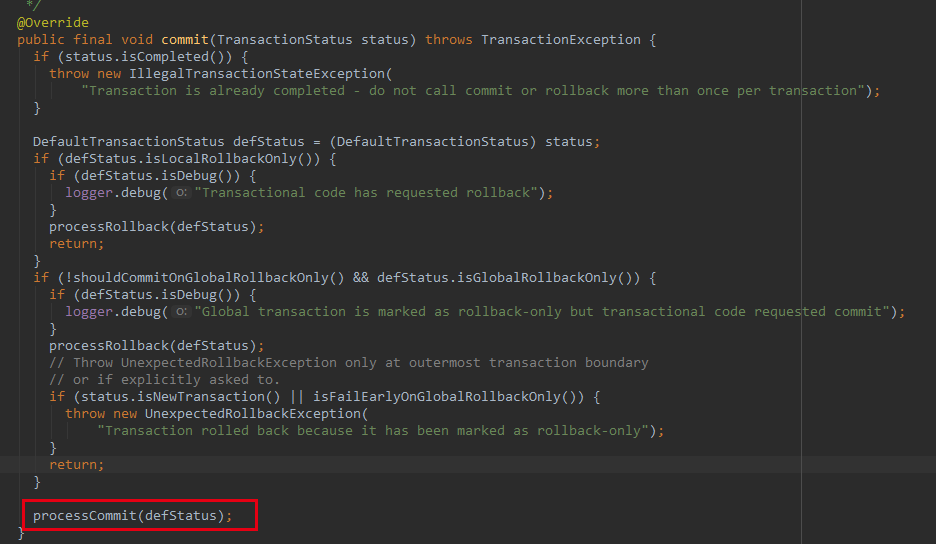 */
@Override
public final void commit(TransactionStatus status) throws TransactionException {
if (status.isCompleted()) {
throw new IllegalTransactionStateException(
"Transaction is already completed - do not call commit or rollback more than once per transaction");
}
DefaultTransactionStatus defStatus = (DefaultTransactionStatus) status;
if (defStatus.isLocalRollbackOnly()) {
if (defStatus.isDebug()) {
logger.debug( o: "Transactional code has requested rollback");
}
processRollback(defStatus);
return;
}
if (!shouldCommitOnGlobalRollbackOnly() && defStatus.isGlobalRollbackOnly()) {
if (defStatus.isDebug()) {
logger.debug( o: "Global transaction is marked as rollback-only but transactional code requested commit");
}
processRollback(defStatus);
// Throw UnexpectedRollbackException only at outermost transaction boundary
// or if explicitly asked to.
if (status.isNewTransaction() || isFailEarlyOnGlobalRollbackOnly()) {
throw new UnexpectedRollbackException(
"Transaction rolled back because it has been marked as rollback-only");
}
return;
}
processCommit(defStatus);
}